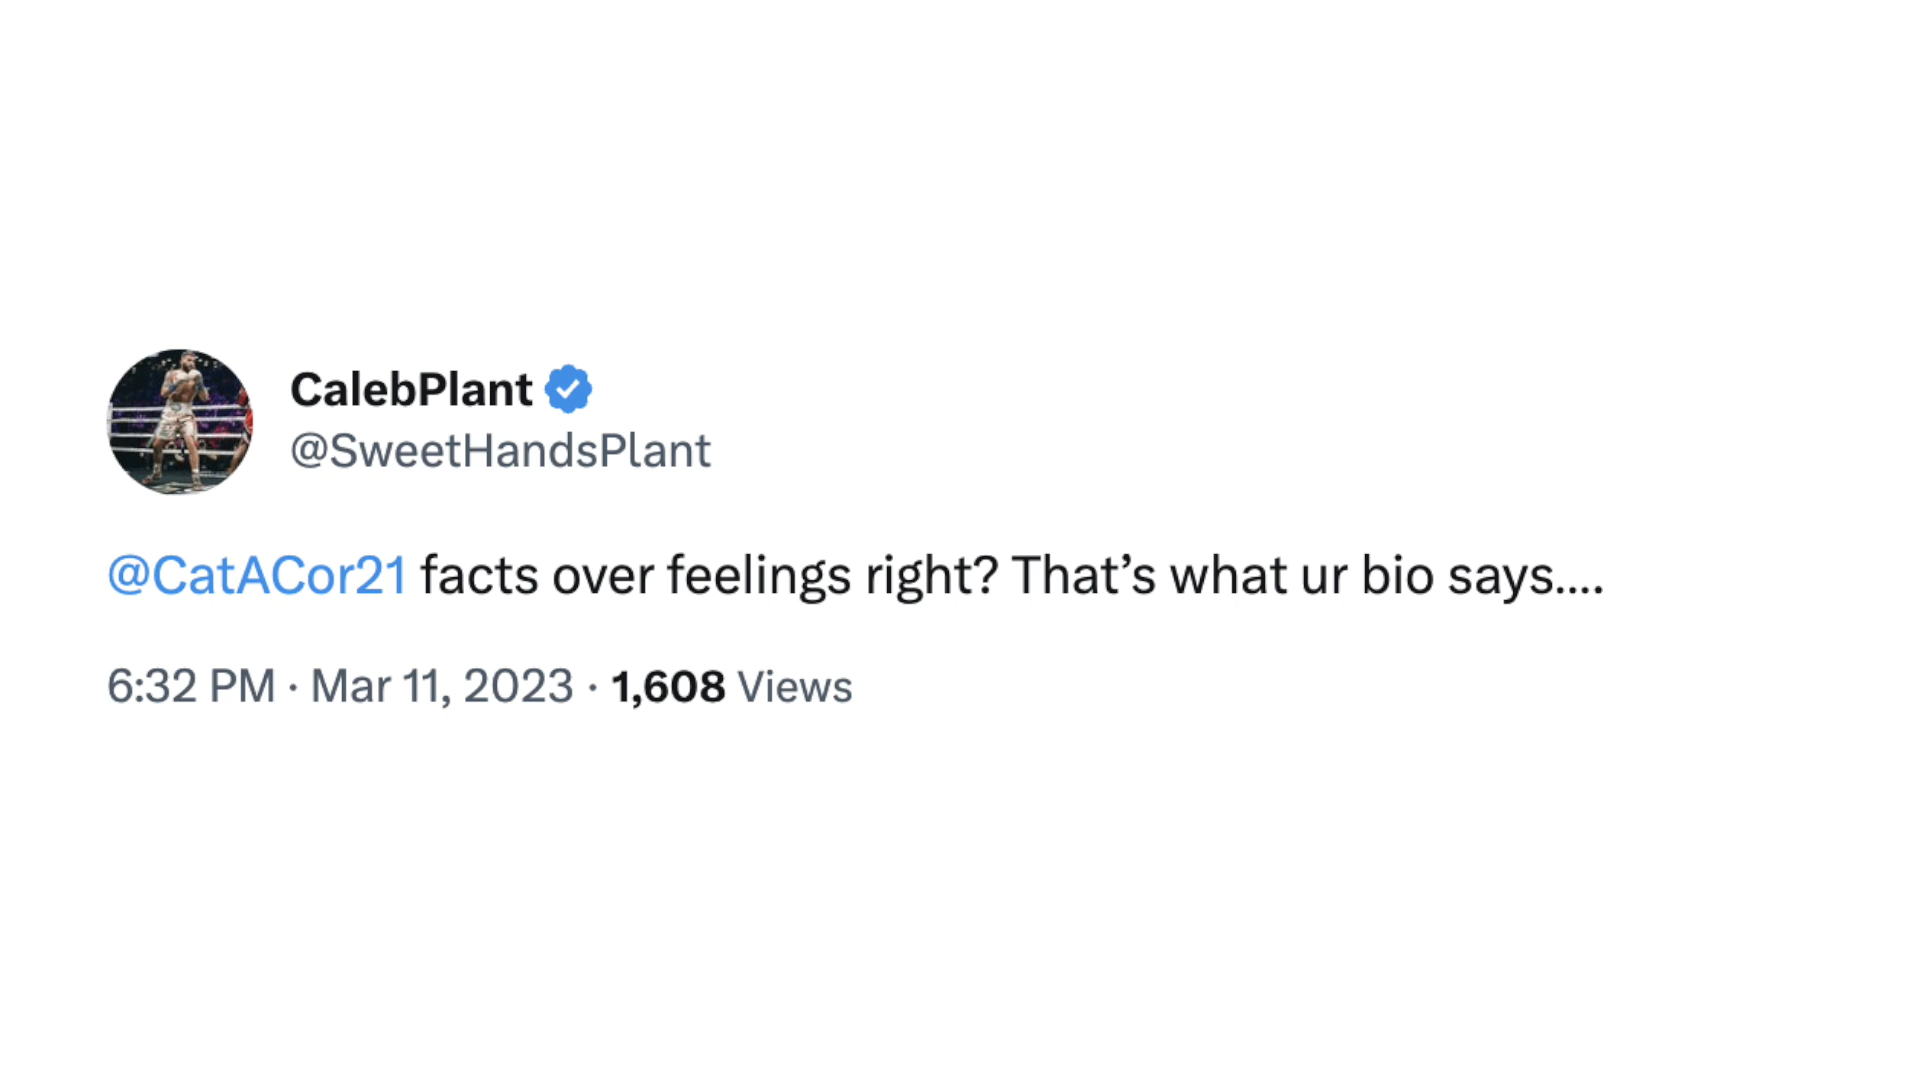 CalebPlant
@SweetHandsPlant
@CatACor21 facts over feelings right? That’s what ur bio says....
6:32 PM · Mar 11, 2023 · 1,608 Views